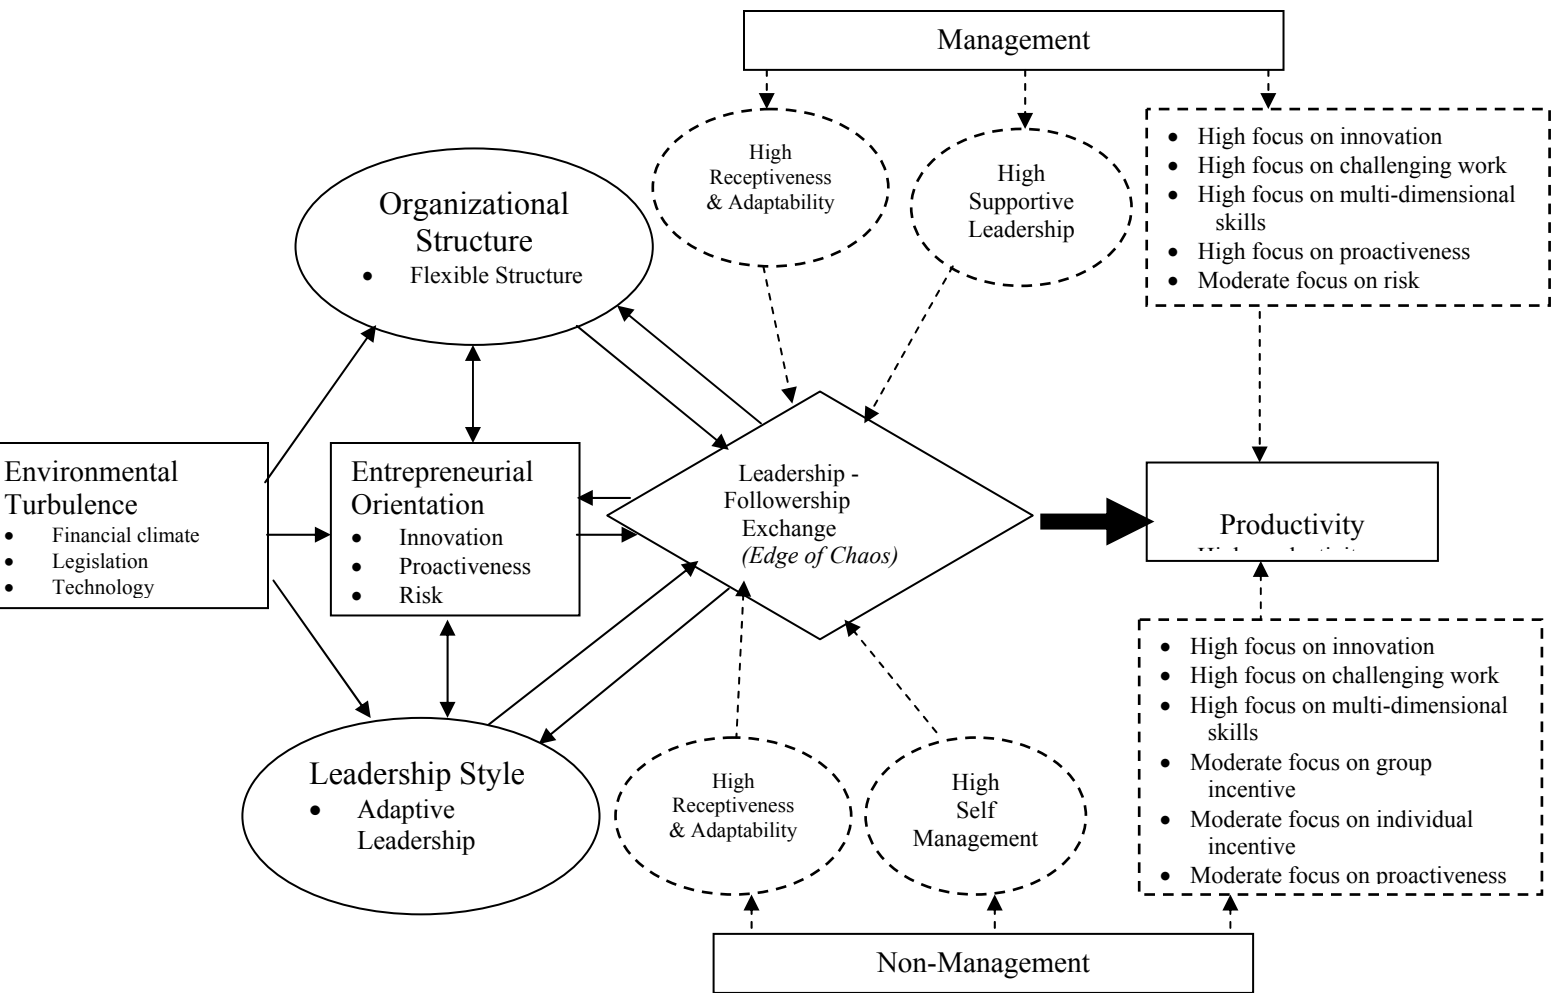 Management
High
Receptiveness
& Adaptability
High
Supportive
Leadership
• High focus on innovation
• High focus on challenging work
• High focus on multi-dimensional
skills
• High focus on proactiveness
• Moderate focus on risk
Organizational
Structure
• Flexible Structure
Environmental
Turbulence
• Financial climate
• Legislation
• Technology
Entrepreneurial
Orientation
• Innovation
• Proactiveness
• Risk
Leadership -
Followership
Exchange
(Edge of Chaos)
Productivity
Leadership Style
• Adaptive
Leadership
High
Receptiveness
& Adaptability
High
Self
Management
• High focus on innovation
• High focus on challenging work
• High focus on multi-dimensional
skills
• Moderate focus on group
incentive
• Moderate focus on individual
incentive
• Moderate focus on proactiveness
Non-Management